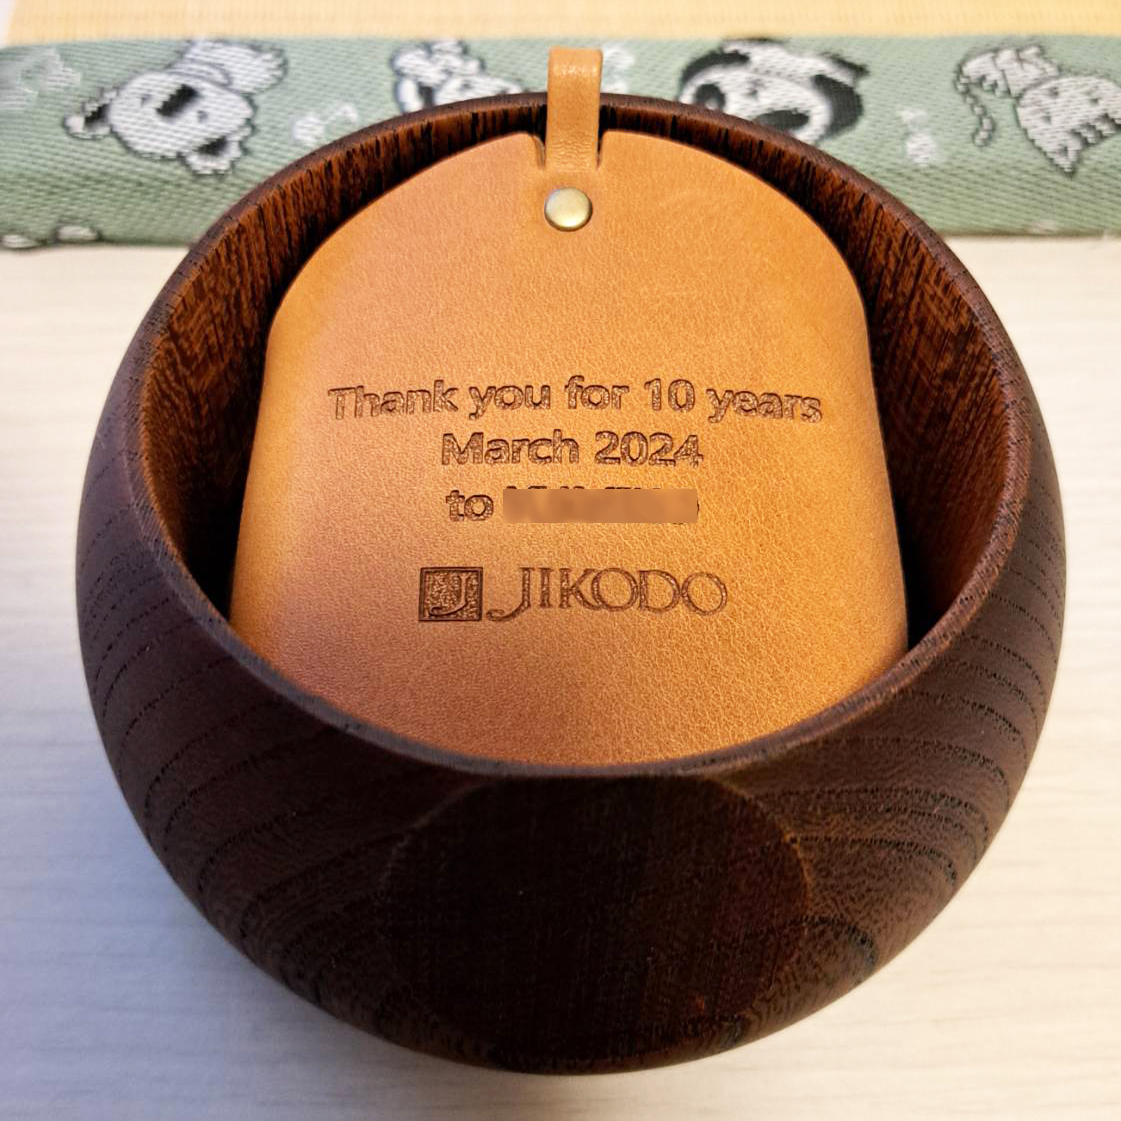 Thank you for 10 years
March 2024
to
J JIKODO